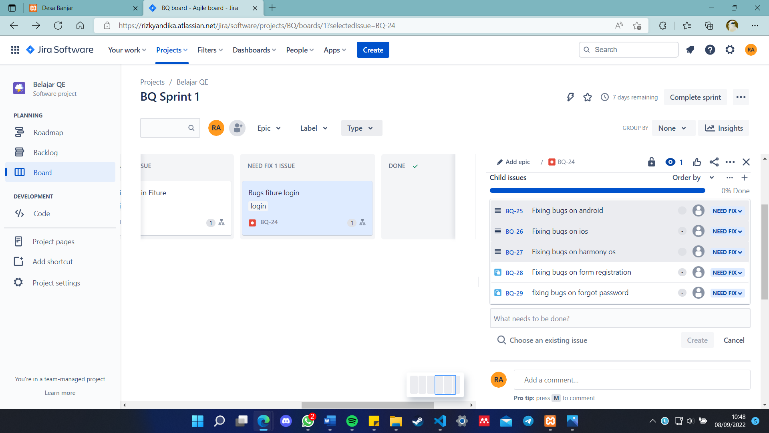 Desa Banjar
BQ board - Agile board - Jira
https://rizkyandika.atlassian.net/jira/software/projects/BQ/boards/1?selectedIssue=BQ-24
Jira Software Your work Projects Filters Dashboards People Apps Create Search RA
Belajar QE
Software project
PLANNING
Roadmap
Backlog
Board
DEVELOPMENT
Code
Project pages
Add shortcut
Project settings
You're in a team-managed project
Learn more
Projects / Belajar QE
BQ Sprint 1
7 days remaining Complete sprint
RA Epic Label Type GROUP BY None Insights
NEED FIX 1 ISSUE
Bugs fiture login
login
BQ-24 1
DONE
Add epic / BQ-24 1
Child issues Order by
0% Done
BQ-25 Fixing bugs on android NEED FIX
BQ-26 Fixing bugs on ios NEED FIX
BQ-27 Fixing bugs on harmony os NEED FIX
BQ-28 Fixing bugs on form registration NEED FIX
BQ-29 fixing bugs on forgot password NEED FIX
What needs to be done?
Choose an existing issue Create Cancel
RA Add a comment...
Pro tip: press M to comment
2
10:48
08/09/2022